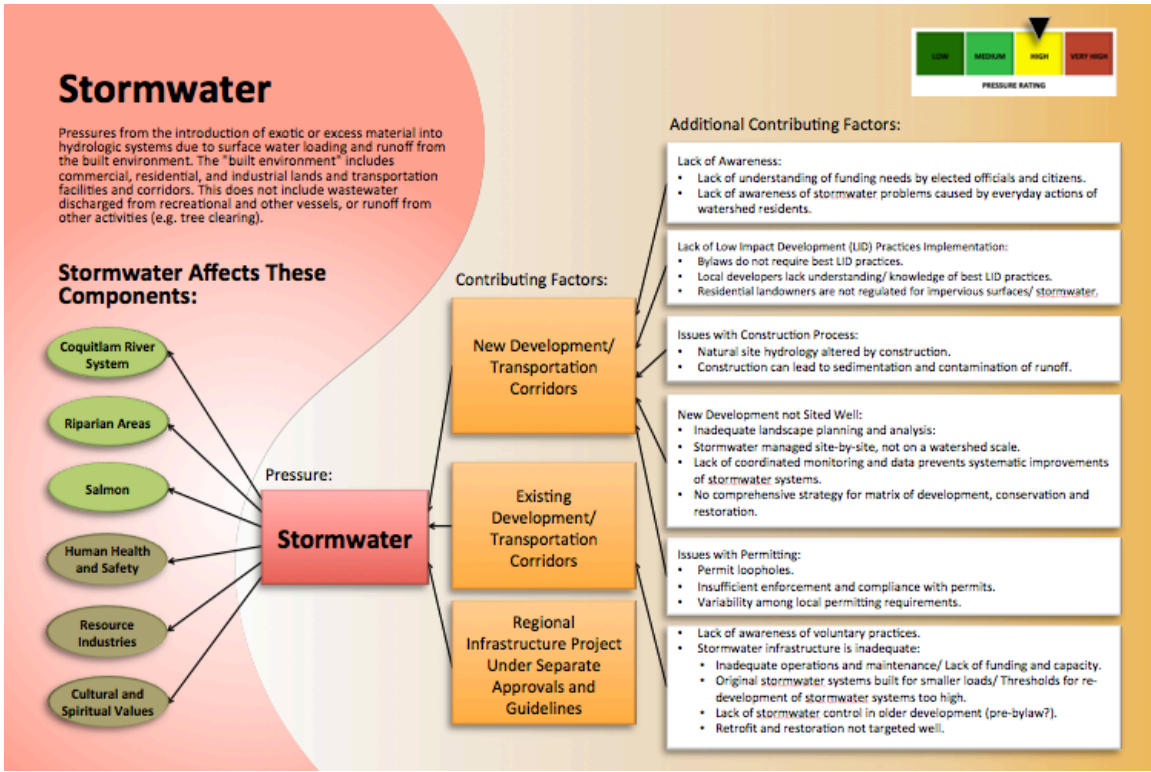 Stormwater
Pressures from the introduction of exotic or excess material into
hydrologic systems due to surface water loading and runoff from
the built environment. The "built environment" includes
commercial, residential, and industrial lands and transportation
facilities and corridors. This does not include wastewater
discharged from recreational and other vessels, or runoff from
other activities (e.g. tree clearing).
LOW
MEDIUM
HIGH
VERY HIGH
PRESSURE RATING
Stormwater Affects These
Components:
Coquitlam River
System
Riparian Areas
Salmon
Human Health
and Safety
Resource
Industries
Cultural and
Spiritual Values
Pressure:
Stormwater
Contributing Factors:
New Development/
Transportation
Corridors
Existing
Development/
Transportation
Corridors
Regional
Infrastructure Project
Under Separate
Approvals and
Guidelines
Additional Contributing Factors:
Lack of Awareness:
• Lack of understanding of funding needs by elected officials and citizens.
• Lack of awareness of stormwater problems caused by everyday actions of
watershed residents.
Lack of Low Impact Development (LID) Practices Implementation:
• Bylaws do not require best LID practices.
• Local developers lack understanding/ knowledge of best LID practices.
• Residential landowners are not regulated for impervious surfaces/ stormwater.
Issues with Construction Process:
• Natural site hydrology altered by construction.
• Construction can lead to sedimentation and contamination of runoff.
New Development not Sited Well:
• Inadequate landscape planning and analysis:
• Stormwater managed site-by-site, not on a watershed scale.
• Lack of coordinated monitoring and data prevents systematic improvements
of stormwater systems.
• No comprehensive strategy for matrix of development, conservation and
restoration.
Issues with Permitting:
• Permit loopholes.
• Insufficient enforcement and compliance with permits.
• Variability among local permitting requirements.
• Lack of awareness of voluntary practices.
• Stormwater infrastructure is inadequate:
• Inadequate operations and maintenance/ Lack of funding and capacity.
• Original stormwater systems built for smaller loads/ Thresholds for re-
development of stormwater systems too high.
• Lack of stormwater control in older development (pre-bylaw?).
• Retrofit and restoration not targeted well.